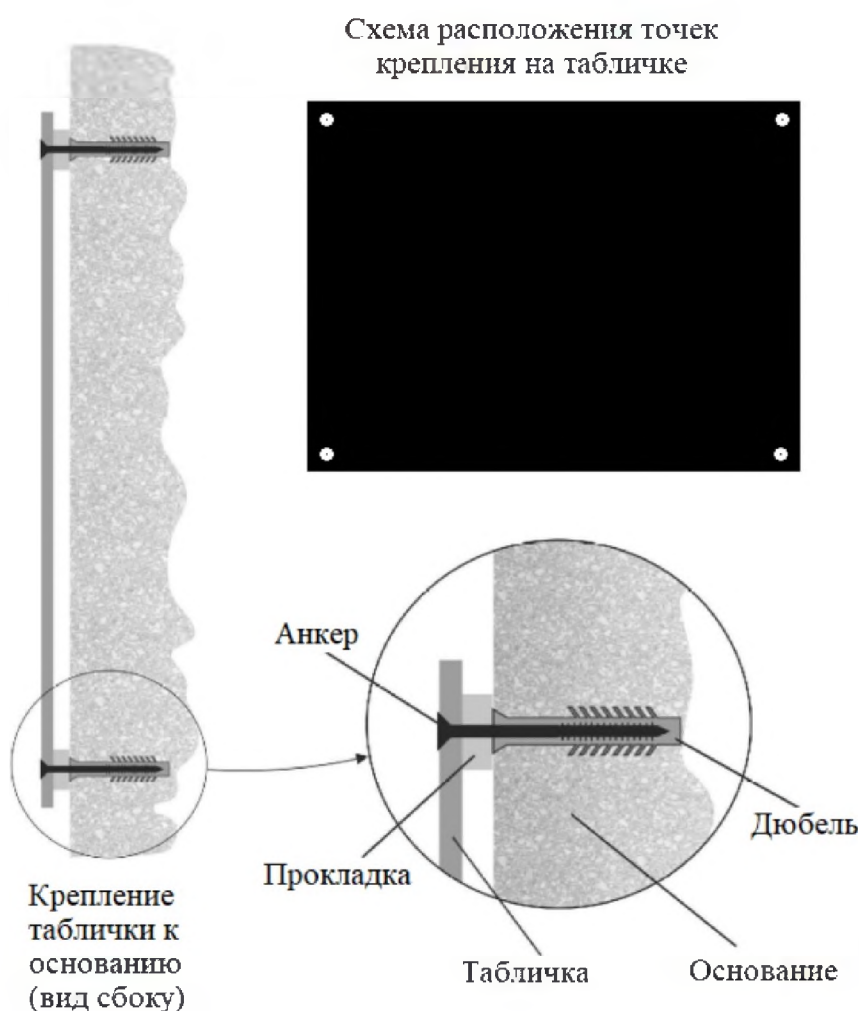 Схема расположения точек
крепления на табличке
Анкер
Дюбель
Прокладка
Крепление
таблички к
основанию
(вид сбоку)
Табличка
Основание